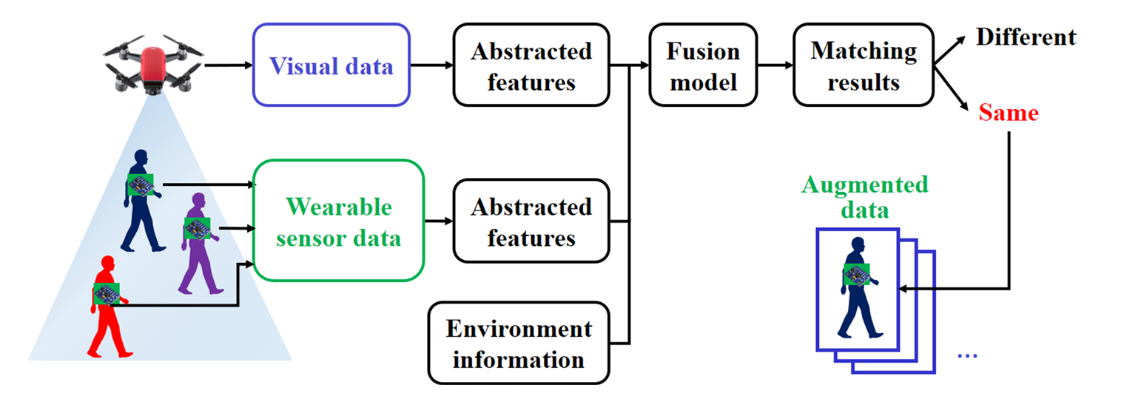 Visual data
Abstracted
features
Fusion
model
Matching
results
Different
Same
Wearable
sensor data
Abstracted
features
Environment
information
Augmented
data
...